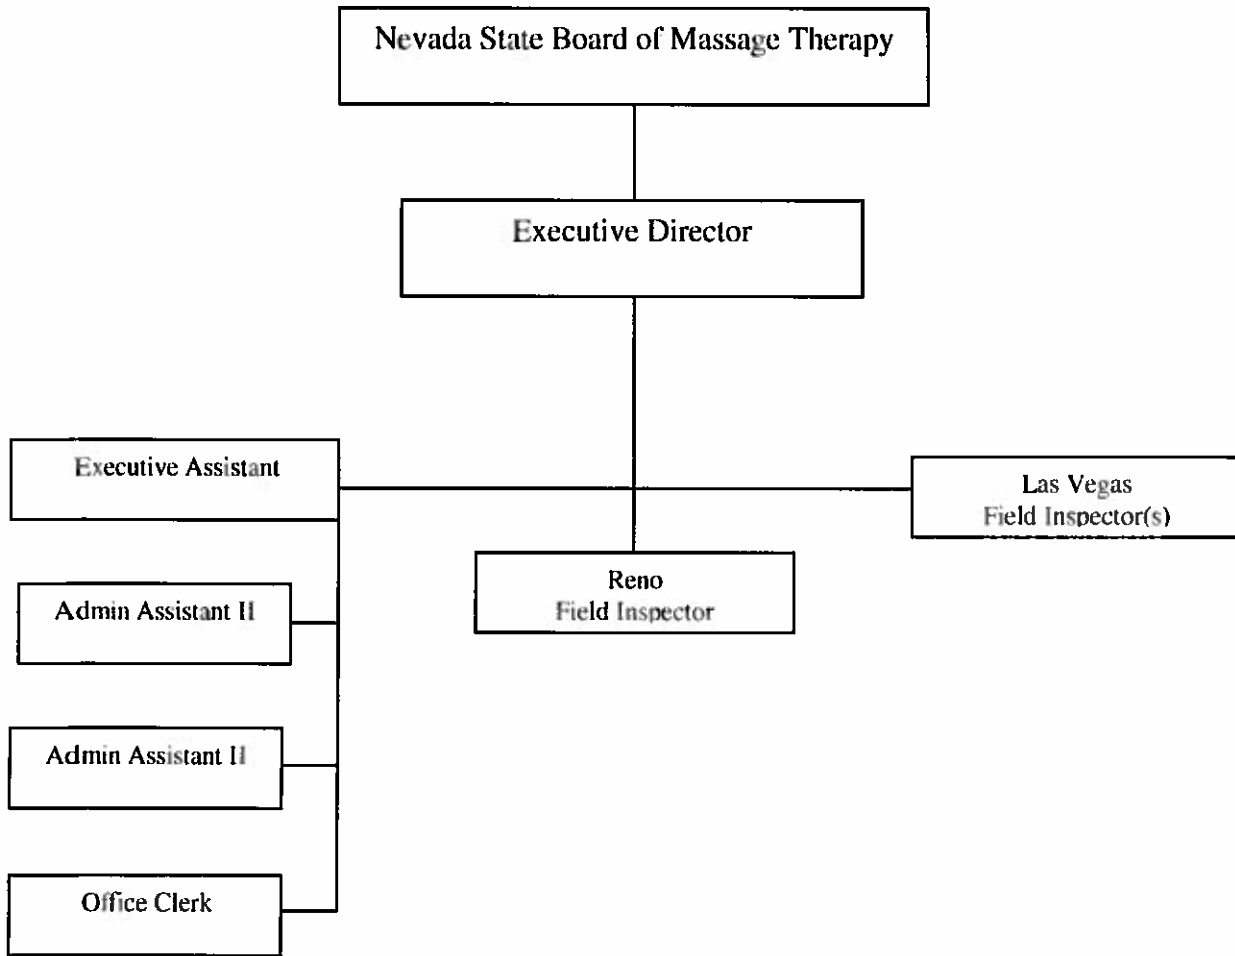 Nevada State Board of Massage Therapy
Executive Director
Executive Assistant
Las Vegas
Field Inspector(s)
Reno
Field Inspector
Admin Assistant II
Admin Assistant II
Office Clerk